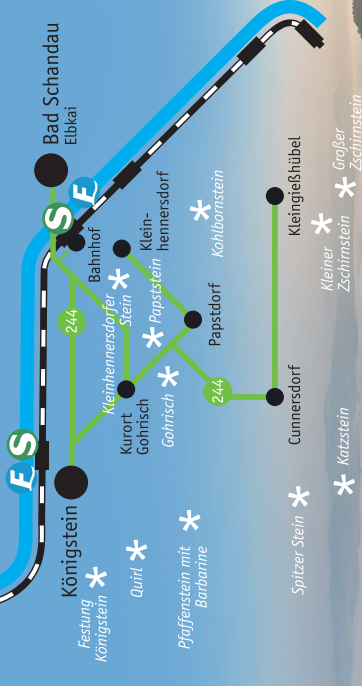 Bad Schandau
Elbkai
S
F
Bahnhof
Klein-
hennersdorf
Kohlbornstein
Kleingießhübel
Großer
Zschirnstein
Kleiner
Zschirnstein
244
Kleinhennersdorfer
Stein
Papststein
Papstdorf
Kurort
Gohrisch
Gohrisch
244
Cunnersdorf
Katzstein
F
S
Königstein
Festung
Königstein
Quirl
Pfaffenstein mit
Barbarine
Spitzer Stein